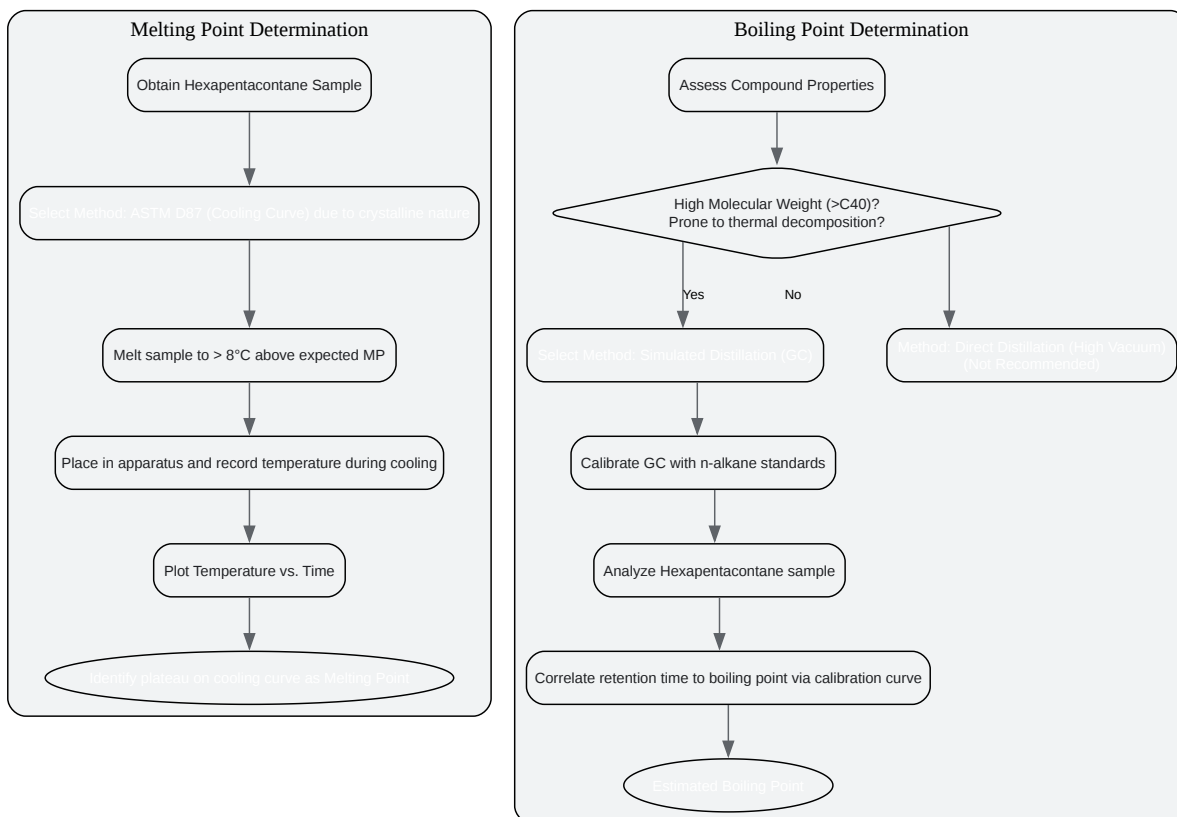 Melting Point Determination
Obtain Hexapentacontane Sample
Select Method: ASTM D87 (Cooling Curve) due to crystalline nature
Melt sample to > 8°C above expected MP
Place in apparatus and record temperature during cooling
Plot Temperature vs. Time
Identify plateau on cooling curve as Melting Point
Boiling Point Determination
Assess Compound Properties
High Molecular Weight (>C40)?
Prone to thermal decomposition?
Yes
No
Select Method: Simulated Distillation (GC)
Method: Direct Distillation (High Vacuum)
(Not Recommended)
Calibrate GC with n-alkane standards
Analyze Hexapentacontane sample
Correlate retention time to boiling point via calibration curve
Estimated Boiling Point